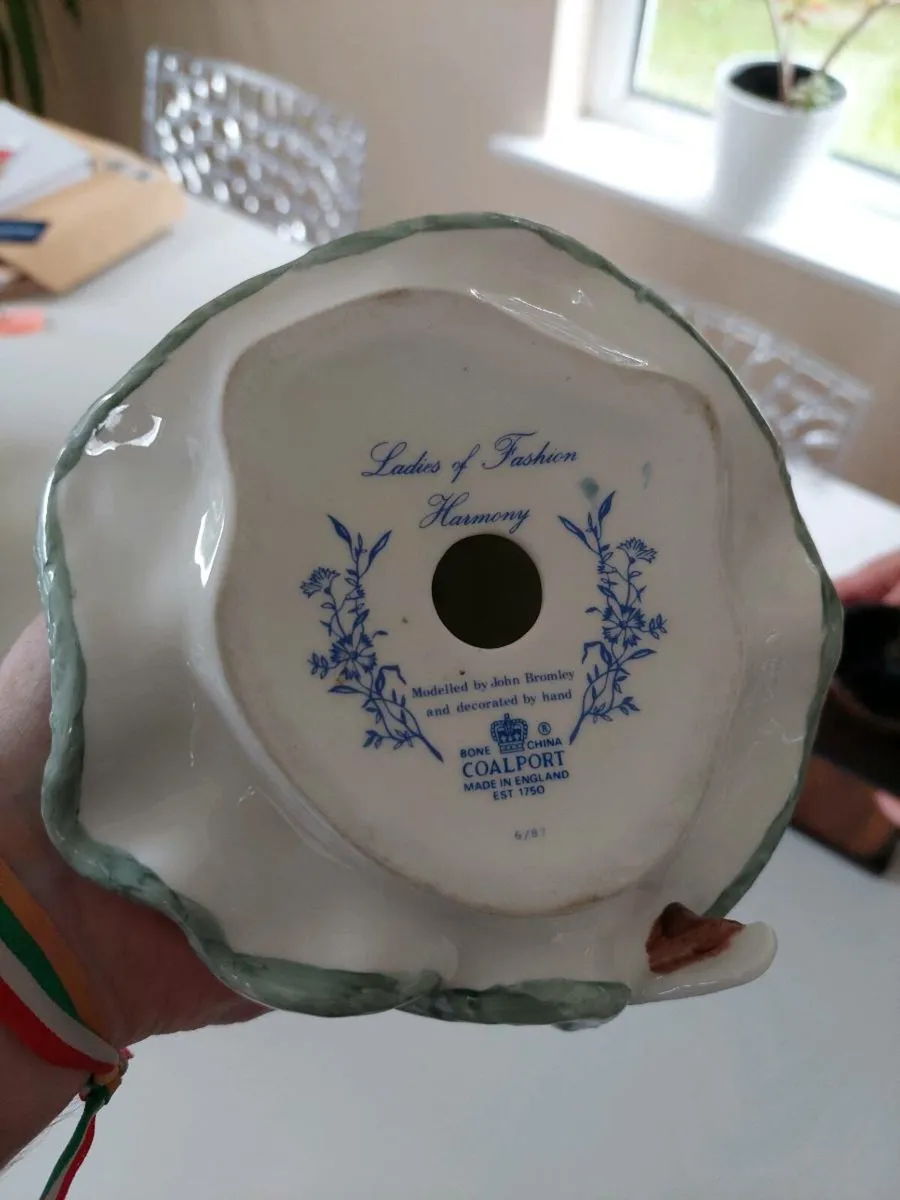 Ladies of Fashion
Harmony
Modelled by John Bromley
and decorated by hand
®
BONE CHINA
COALPORT
MADE IN ENGLAND
EST 1750